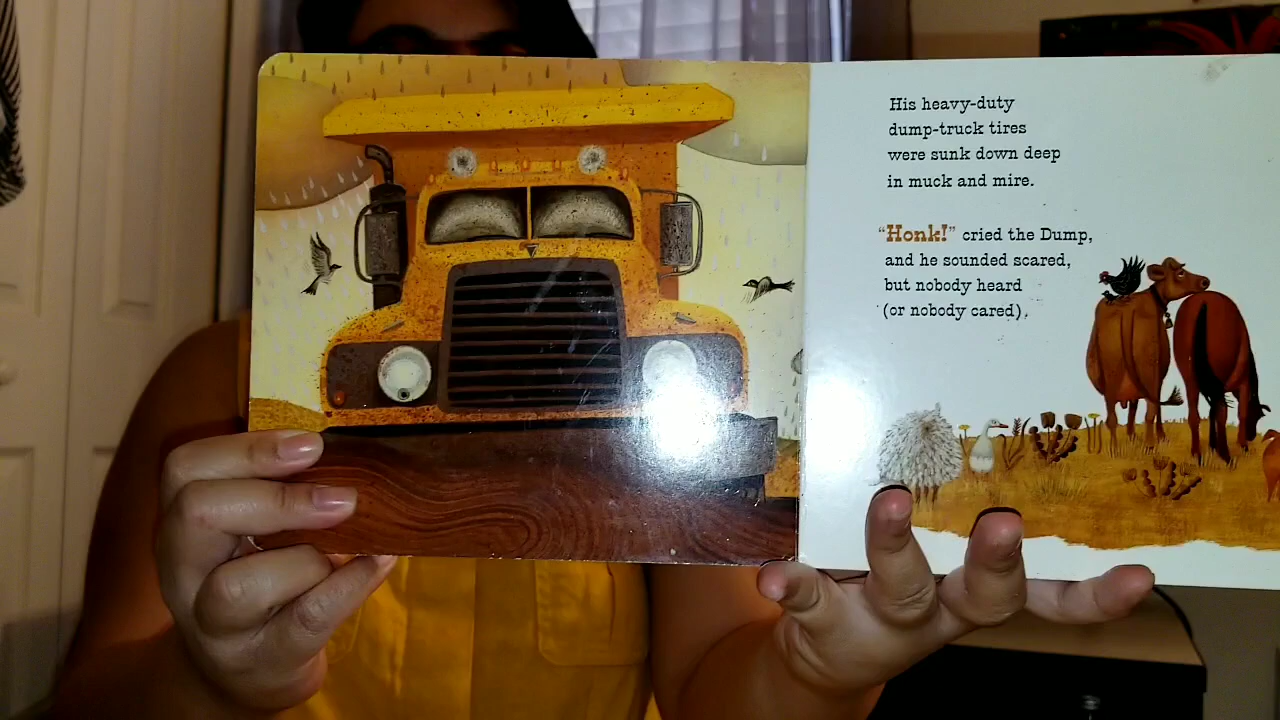 His heavy-duty
dump-truck tires
were sunk down deep
in muck and mire.
“Honk!” cried the Dump,
and he sounded scared,
but nobody heard
(or nobody cared).